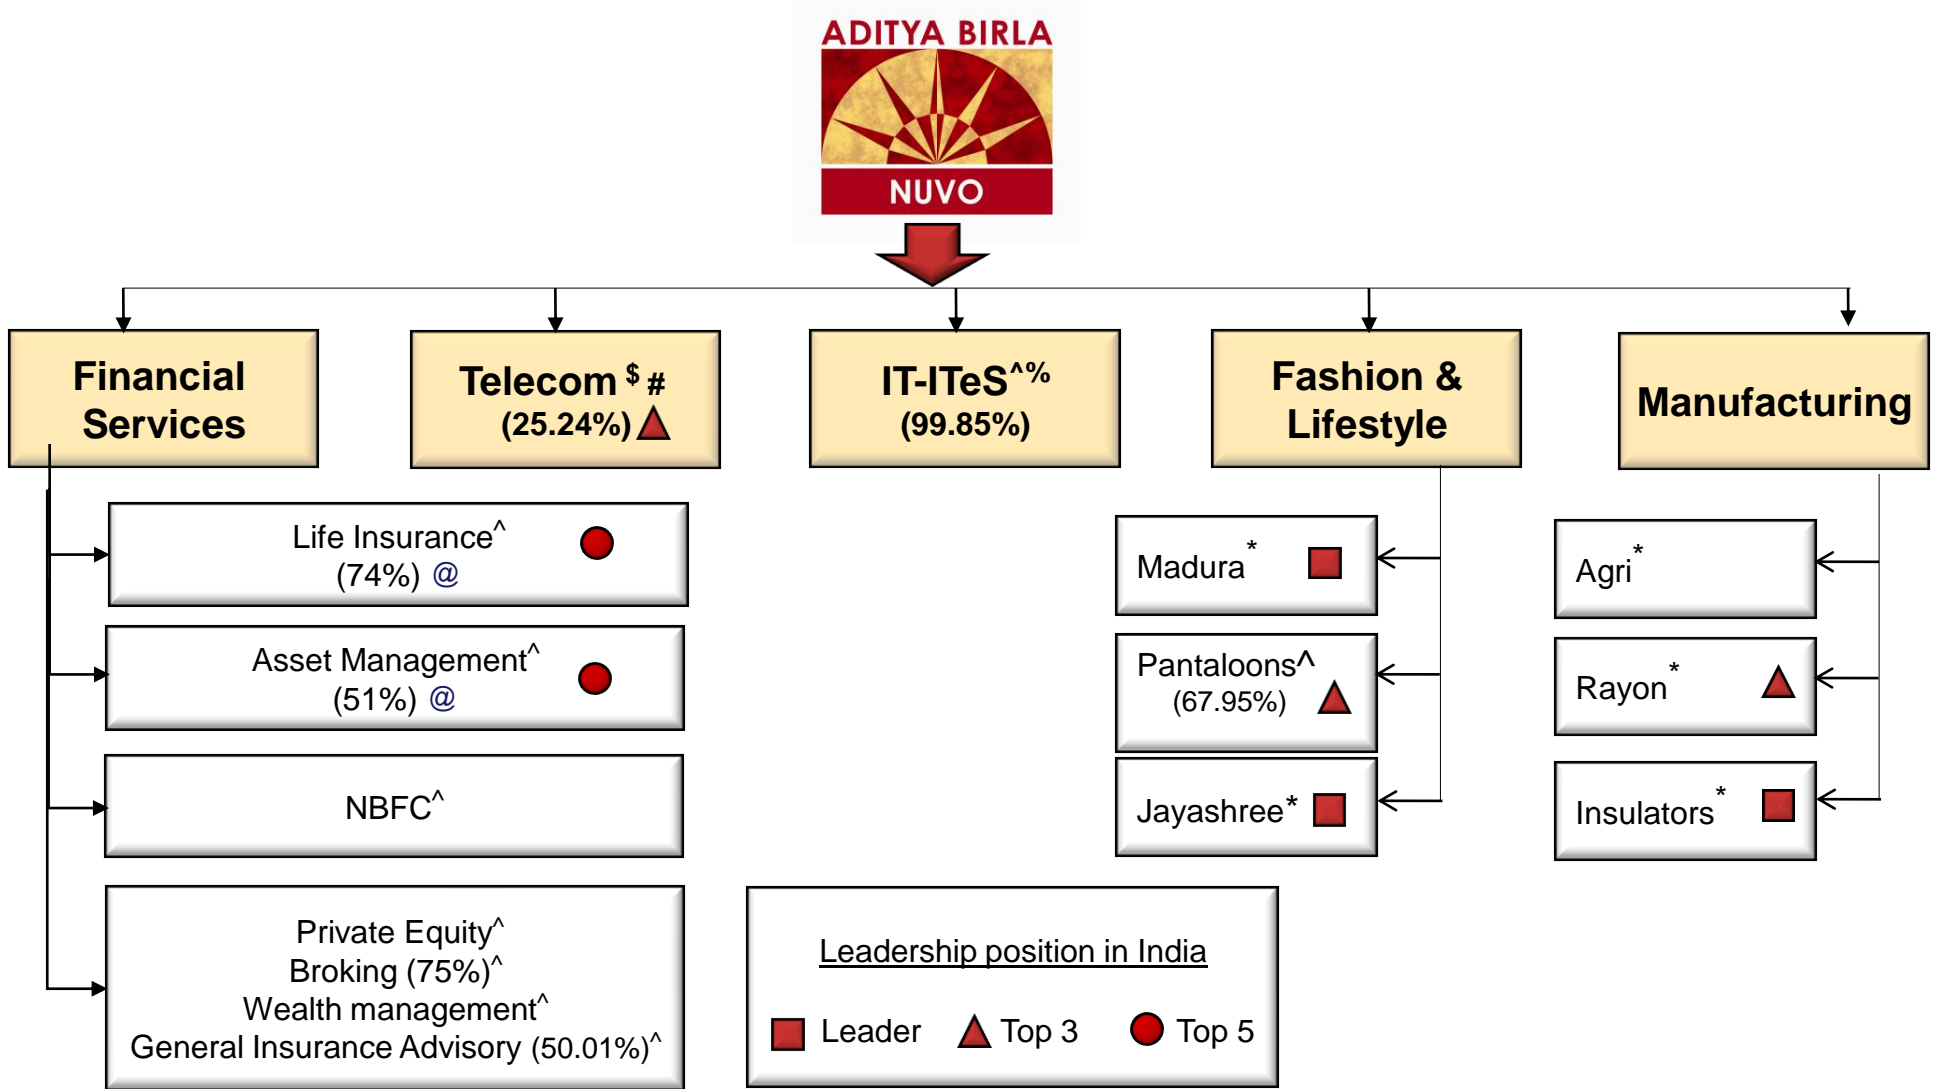 ADITYA BIRLA
NUVO
Financial
Services
Telecom $ #
(25.24%)
IT-ITeS^%
(99.85%)
Fashion &
Lifestyle
Manufacturing
Life Insurance^
(74%) @
Asset Management^
(51%) @
NBFC^
Private Equity^
Broking (75%)^
Wealth management^
General Insurance Advisory (50.01%)^
Madura*
Pantaloons^
(67.95%)
Jayashree*
Agri*
Rayon*
Insulators*
Leadership position in India
Leader
Top 3
Top 5